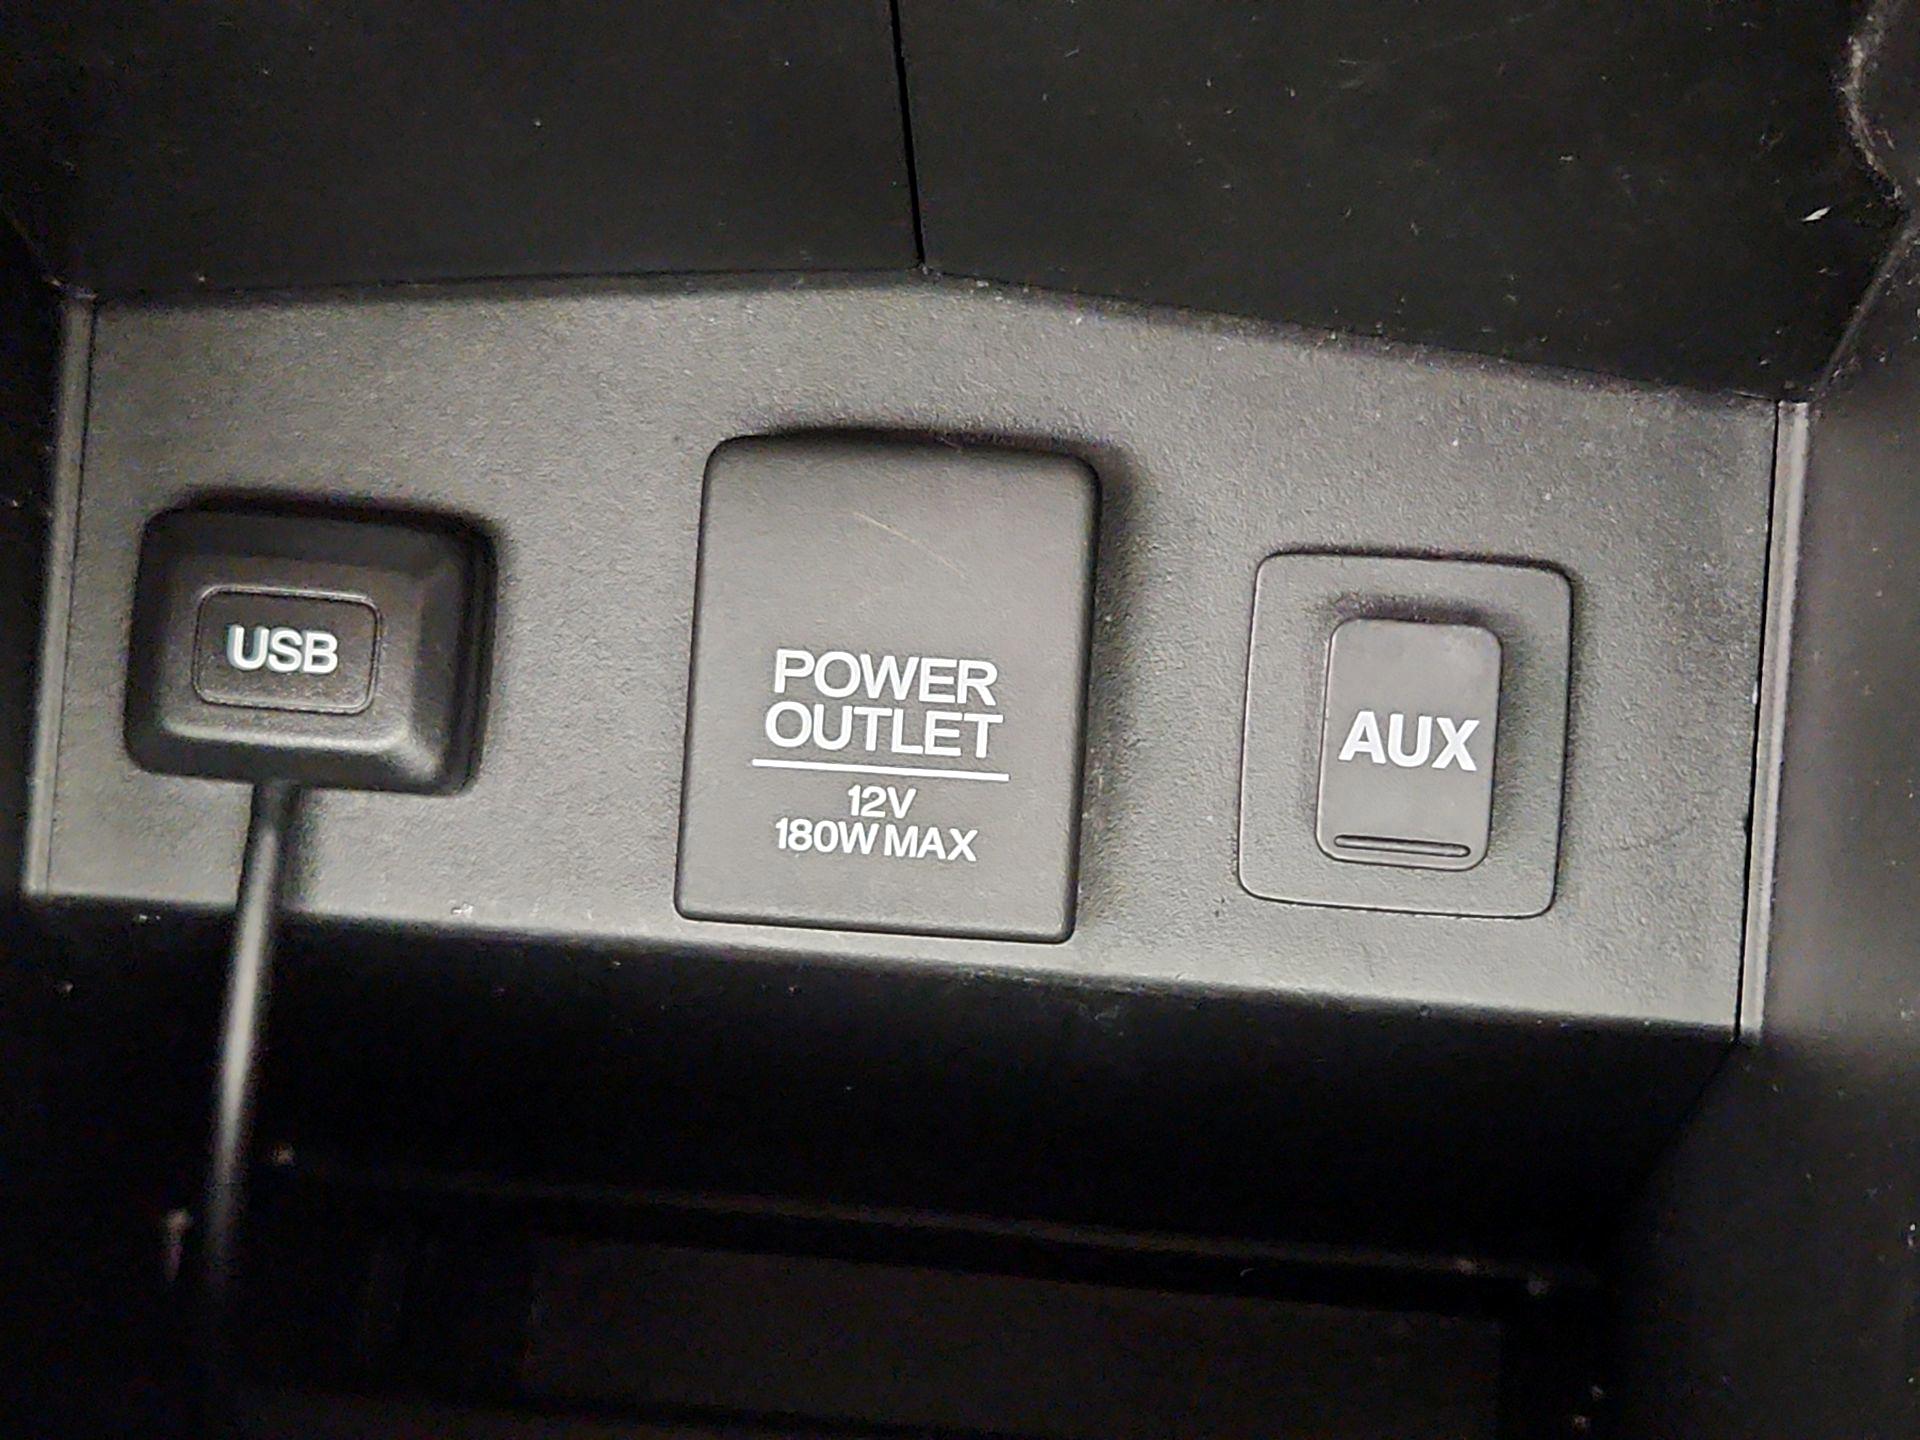 USB
POWER
OUTLET
12V
180W MAX
AUX